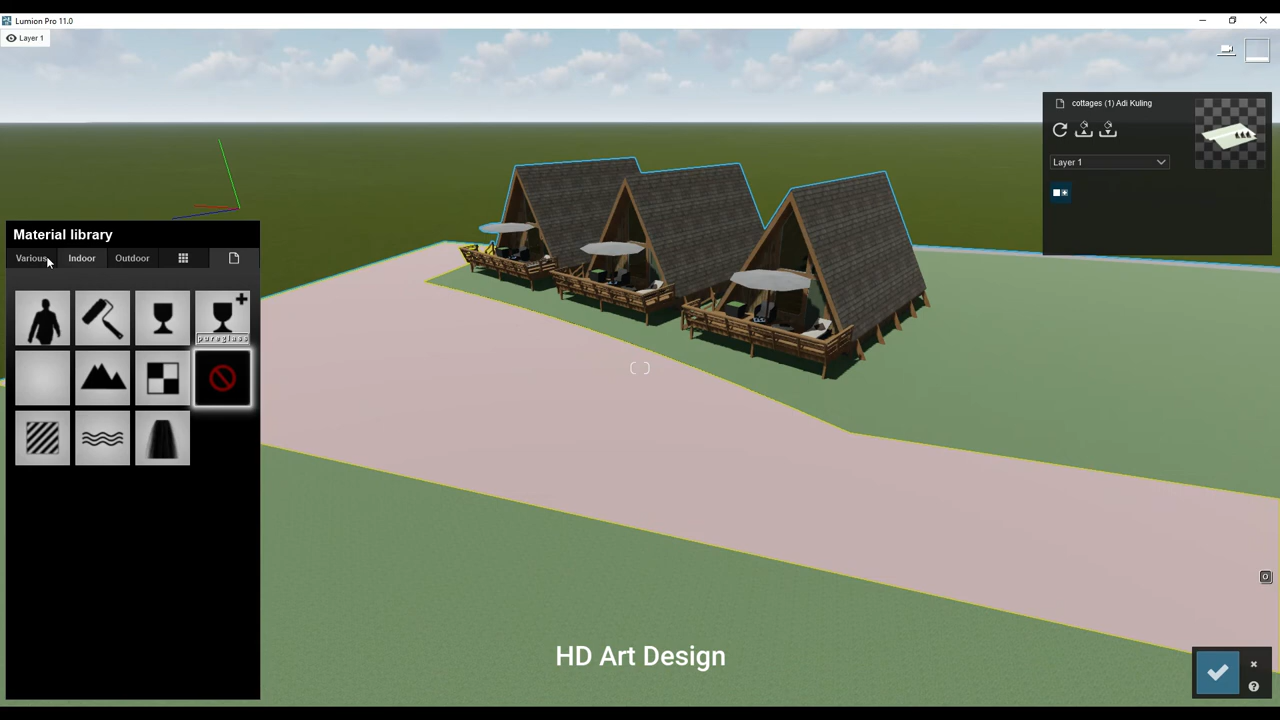 Lumion Pro 11.0
Layer 1
cottages (1) Adi Kuling
Layer 1
Material library
Various
Indoor
Outdoor
pureglass
O
HD Art Design